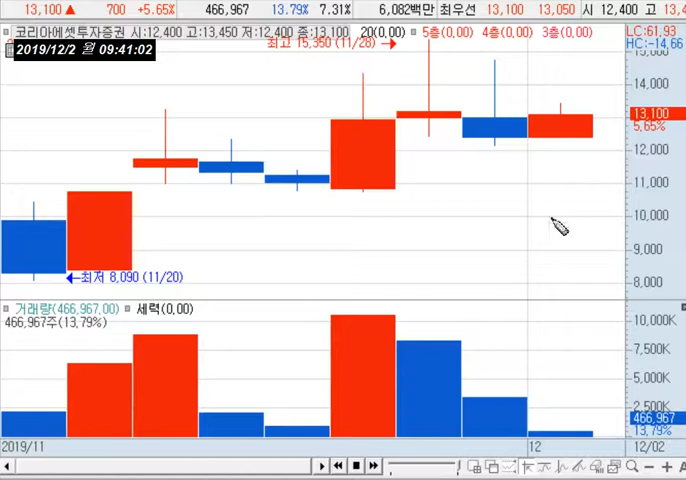 13,100 ▲ 700 +5.65% 466,967 13.79% 7.31% 6,082백만 최우선 13,100 13,050 시 12,400 고 13,4
코리아에셋투자증권 시:12,400 고:13,450 저:12,400 종:13,100 20(0,00) 5층(0,00) 4층(0,00) 3층(0,00) LC:61,93
2019/12/2 월 09:41:02 최고 15,350 (11/28) HC:-14,66
15,000
14,000
13,100
5,65%
12,000
11,000
10,000
9,000
최저 8,090 (11/20) 8,000
거래량(466,967,00) 세력(0,00)
466,967주(13,79%) 10,000K
7,500K
5,000K
2,500K
466,967
13,79%
2019/11 12 12/02